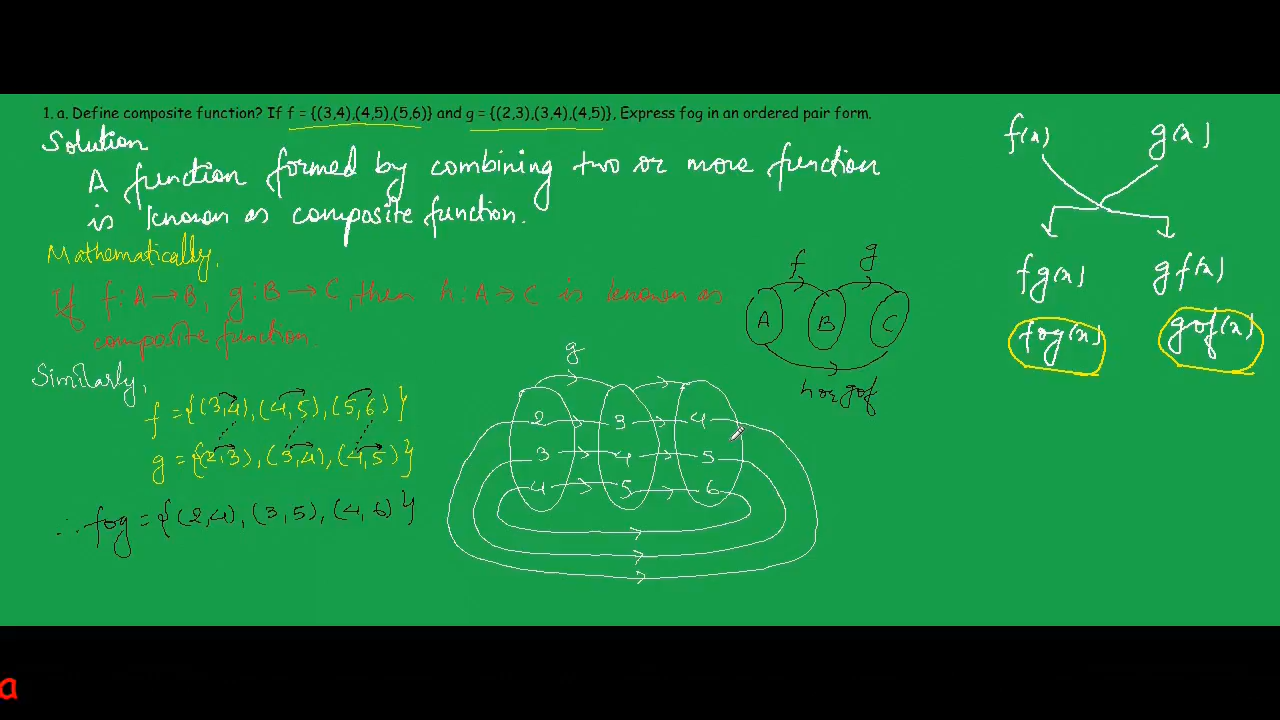 1. a. Define composite function? If f = {(3,4),(4,5),(5,6)} and g = {(2,3),(3,4),(4,5)}, Express fog in an ordered pair form.
Solution
A function formed by combining two or more function
is known as composite function.
Mathematically,
If f : A → B, g : B → C, then h : A → C is known as
composite function.
Similarly,
f = {(3,4), (4,5), (5,6)}
g = {(2,3), (3,4), (4,5)}
∴ fog = {(2,4), (3,5), (4,6)}
g
2 3 4
3 4 5
4 5 6
f g
A B C
h or gof
f(x) g(x)
fg(x) gf(x)
fog(x) gof(x)
a